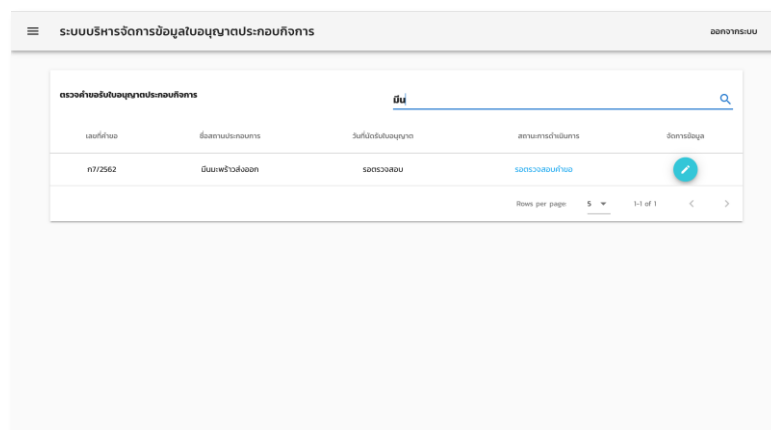 ระบบบริหารจัดการข้อมูลใบอนุญาตประกอบกิจการ ออกจากระบบ
ตรวจคำขอรับใบอนุญาตประกอบกิจการ มีน
เลขที่คำขอ ชื่อสถานประกอบการ วันที่นัดรับใบอนุญาต สถานะการดำเนินการ จัดการข้อมูล
ก7/2562 มีนมะพร้าวส่งออก รอตรวจสอบ รอตรวจสอบคำขอ
Rows per page: 5 1-1 of 1